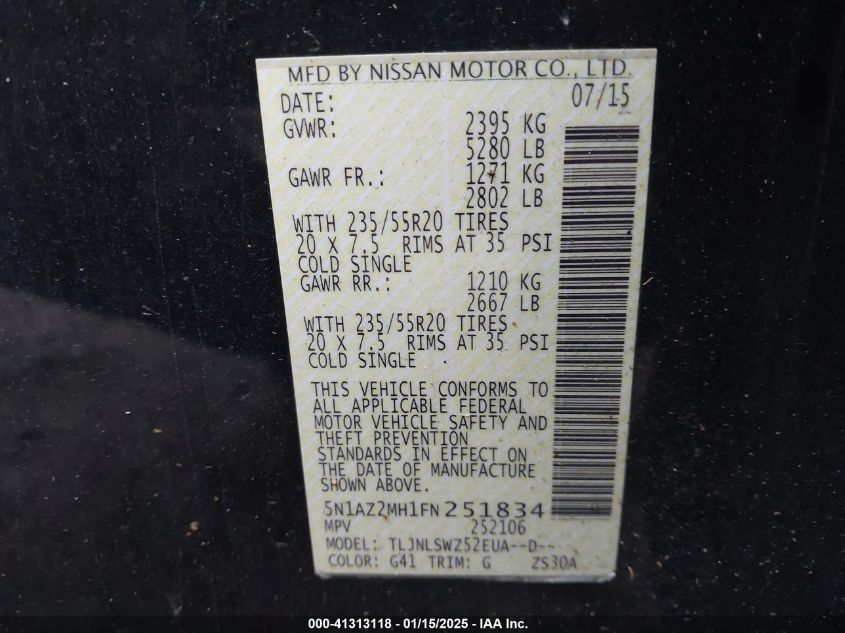 MFD BY NISSAN MOTOR CO., LTD.
DATE: 07/15
GVWR: 2395 KG
5280 LB
GAWR FR.: 1271 KG
2802 LB
WITH 235/55R20 TIRES
20 X 7.5 RIMS AT 35 PSI
COLD SINGLE
GAWR RR.: 1210 KG
2667 LB
WITH 235/55R20 TIRES
20 X 7.5 RIMS AT 35 PSI
COLD SINGLE
THIS VEHICLE CONFORMS TO
ALL APPLICABLE FEDERAL
MOTOR VEHICLE SAFETY AND
THEFT PREVENTION
STANDARDS IN EFFECT ON
THE DATE OF MANUFACTURE
SHOWN ABOVE.
5N1AZ2MH1FN251834
MPV 252106
MODEL: TLJNLSWZ52EUA--D--
COLOR: G41 TRIM: G ZS30A
000-41313118 - 01/15/2025 - IAA Inc.